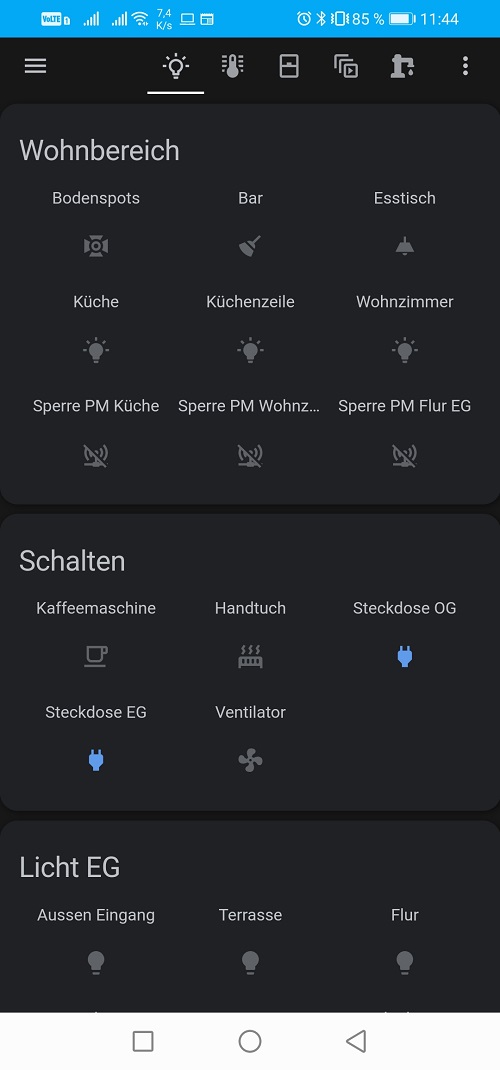 VoLTE 1 7,4 K/s 85 % 11:44
Wohnbereich
Bodenspots Bar Esstisch
Küche Küchenzeile Wohnzimmer
Sperre PM Küche Sperre PM Wohnz... Sperre PM Flur EG
Schalten
Kaffeemaschine Handtuch Steckdose OG
Steckdose EG Ventilator
Licht EG
Aussen Eingang Terrasse Flur